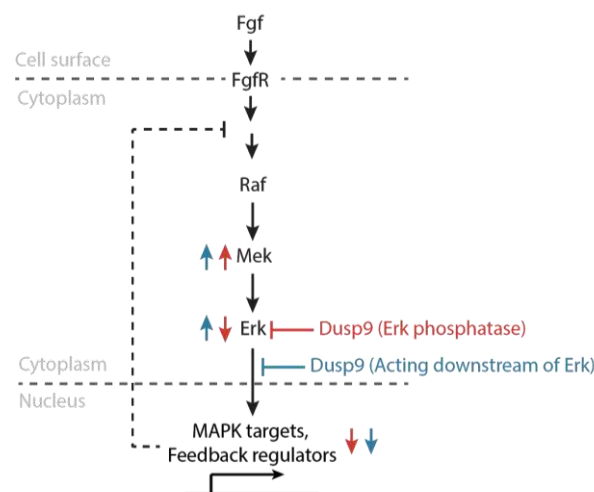 Fgf
Cell surface
FgfR
Cytoplasm
Raf
Mek
Erk
Dusp9 (Erk phosphatase)
Cytoplasm
Dusp9 (Acting downstream of Erk)
Nucleus
MAPK targets,
Feedback regulators